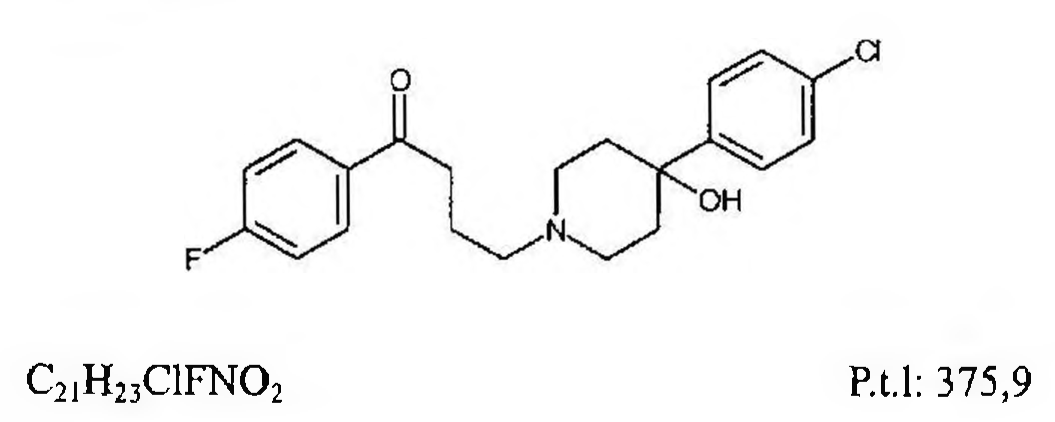 O
Cl
OH
N
F
C₂₁H₂₃ClFNO₂ P.t.l: 375,9